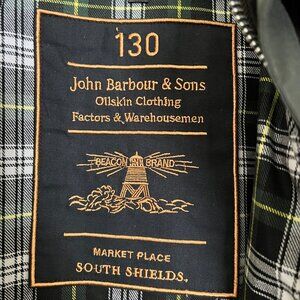 130
John Barbour & Sons
Oilskin Clothing
Factors & Warehousemen
BEACON BRAND
MARKET PLACE
SOUTH SHIELDS.